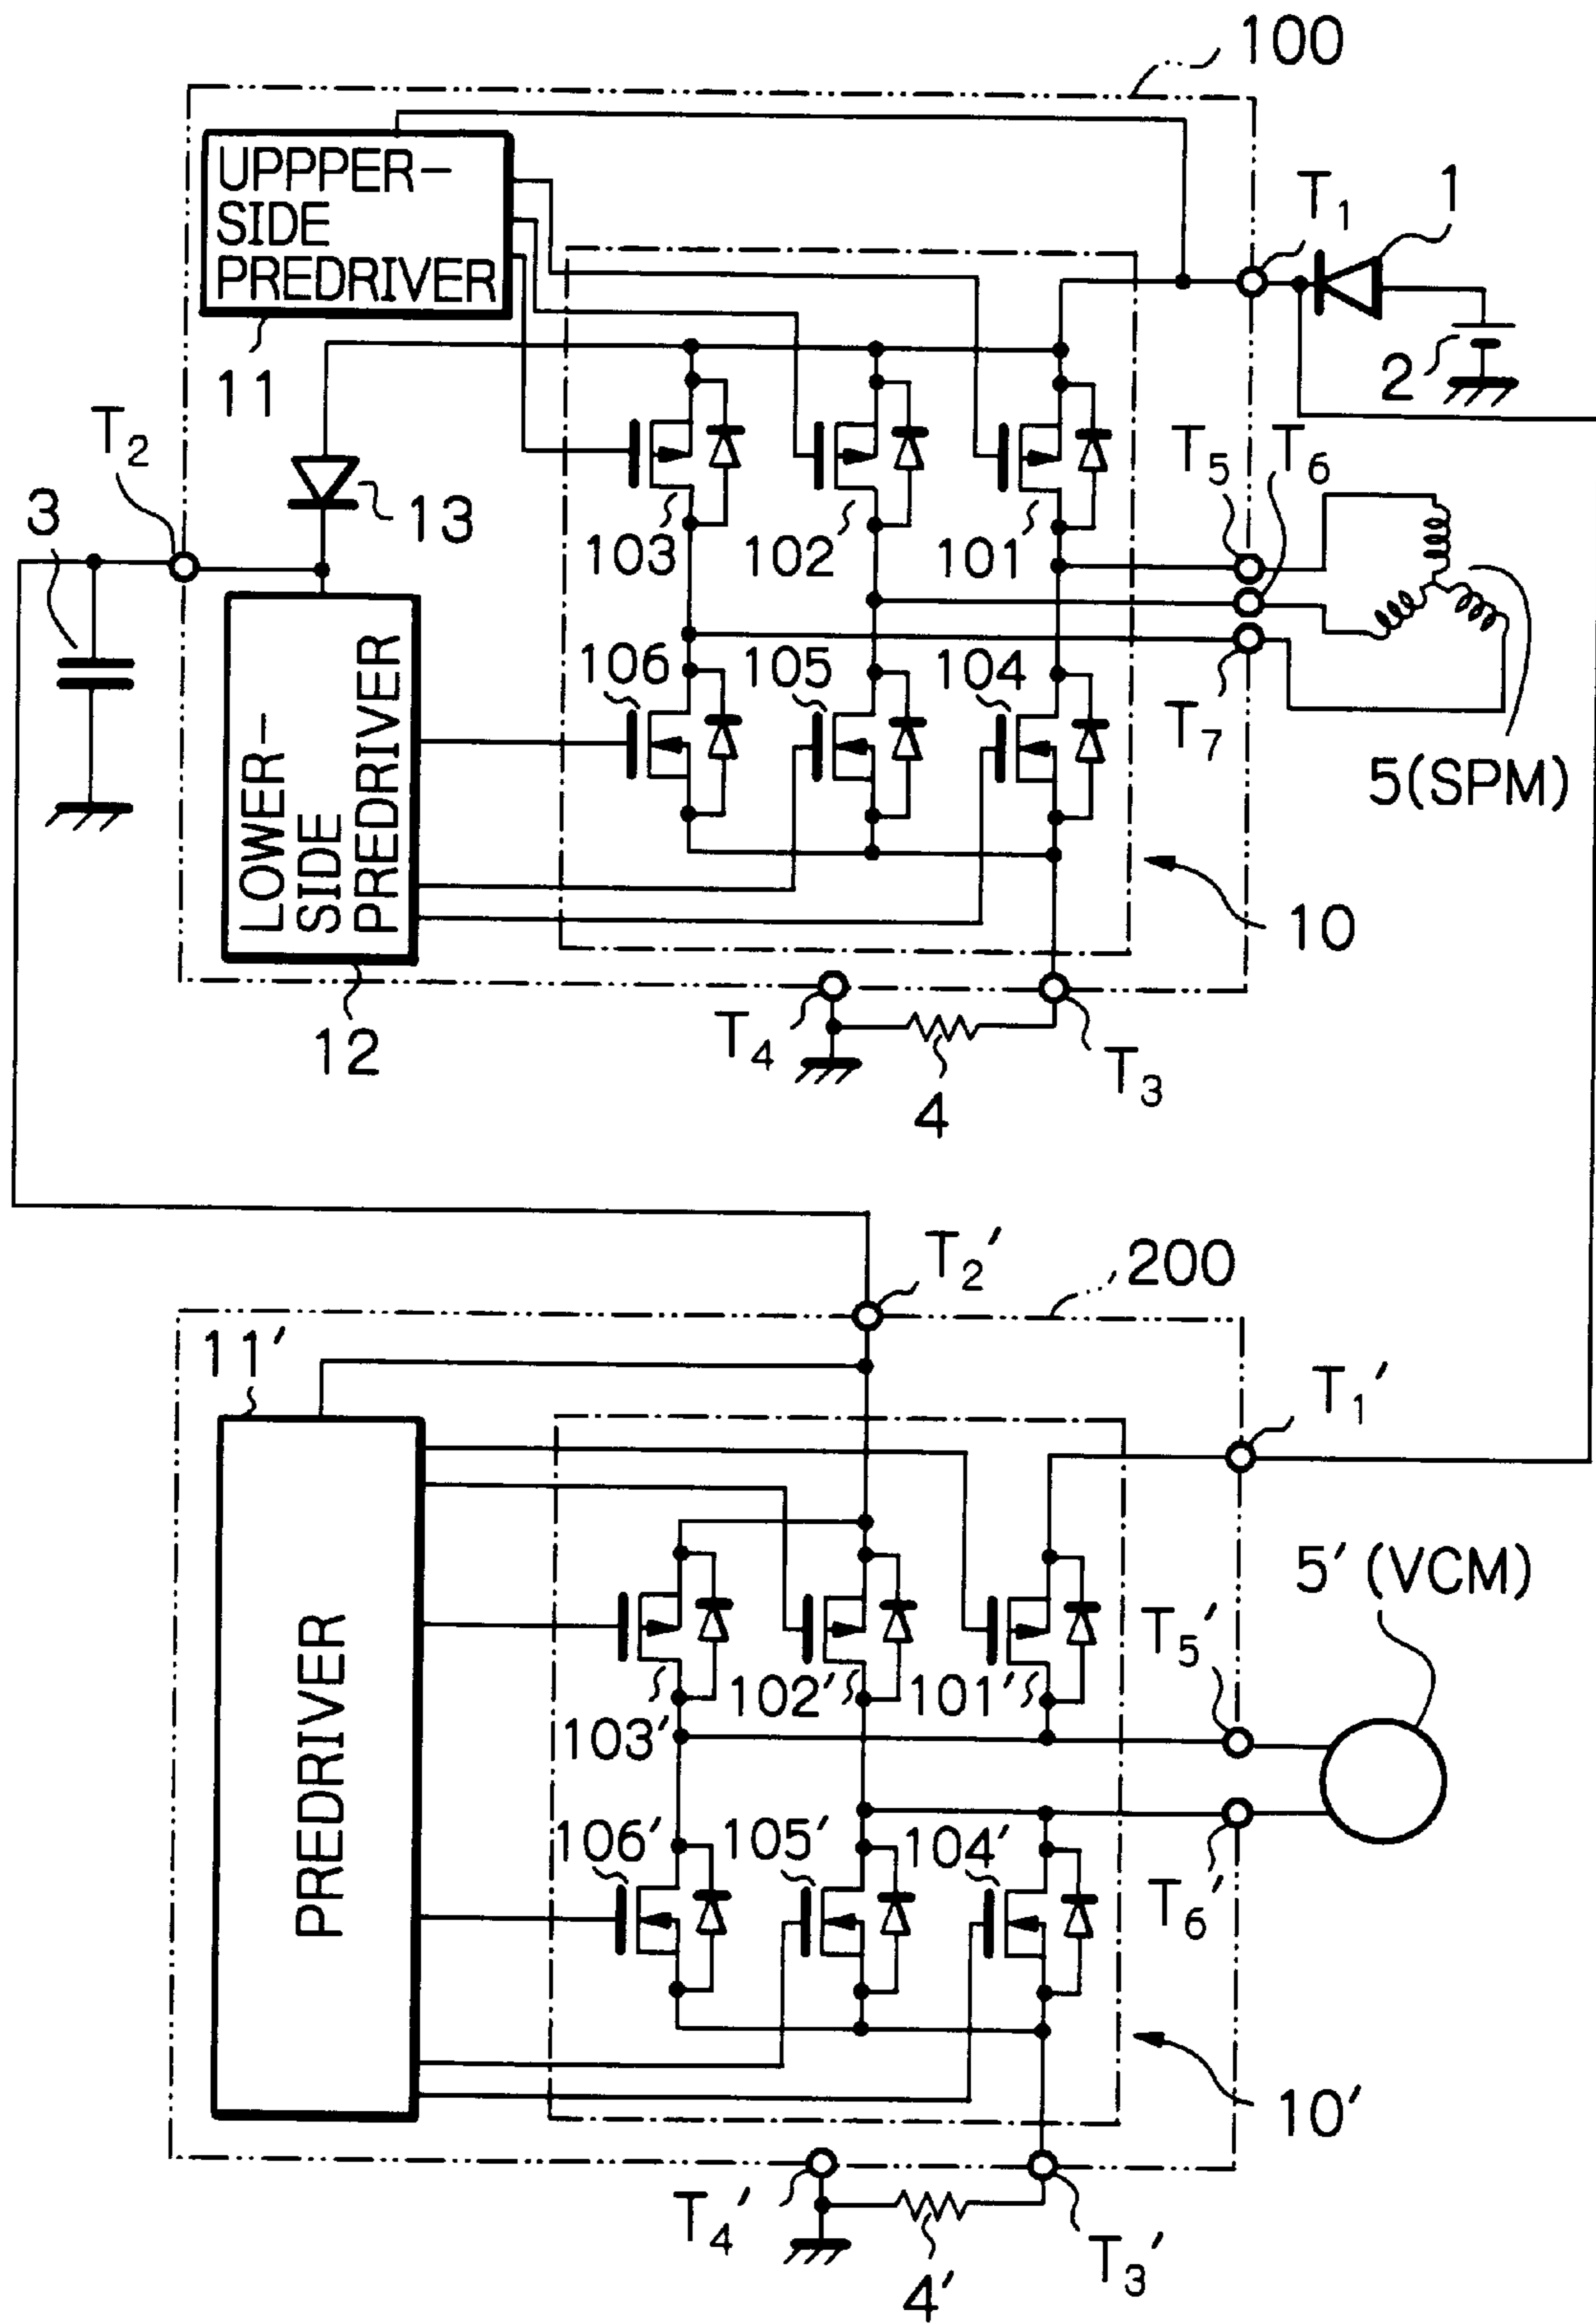 100
UPPPER-
SIDE
PREDRIVER
11
T1
1
2
T2
3
13
103
102
101
T5
T6
106
105
104
T7
5(SPM)
LOWER-
SIDE
PREDRIVER
12
10
T4
4
T3
T2'
200
11'
T1'
PREDRIVER
5'(VCM)
103'
102'
101'
T5'
106'
105'
104'
T6'
10'
T4'
4'
T3'